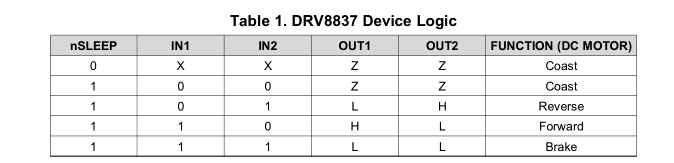 Table 1. DRV8837 Device Logic
nSLEEP IN1 IN2 OUT1 OUT2 FUNCTION (DC MOTOR)
0 X X Z Z Coast
1 0 0 Z Z Coast
1 0 1 L H Reverse
1 1 0 H L Forward
1 1 1 L L Brake